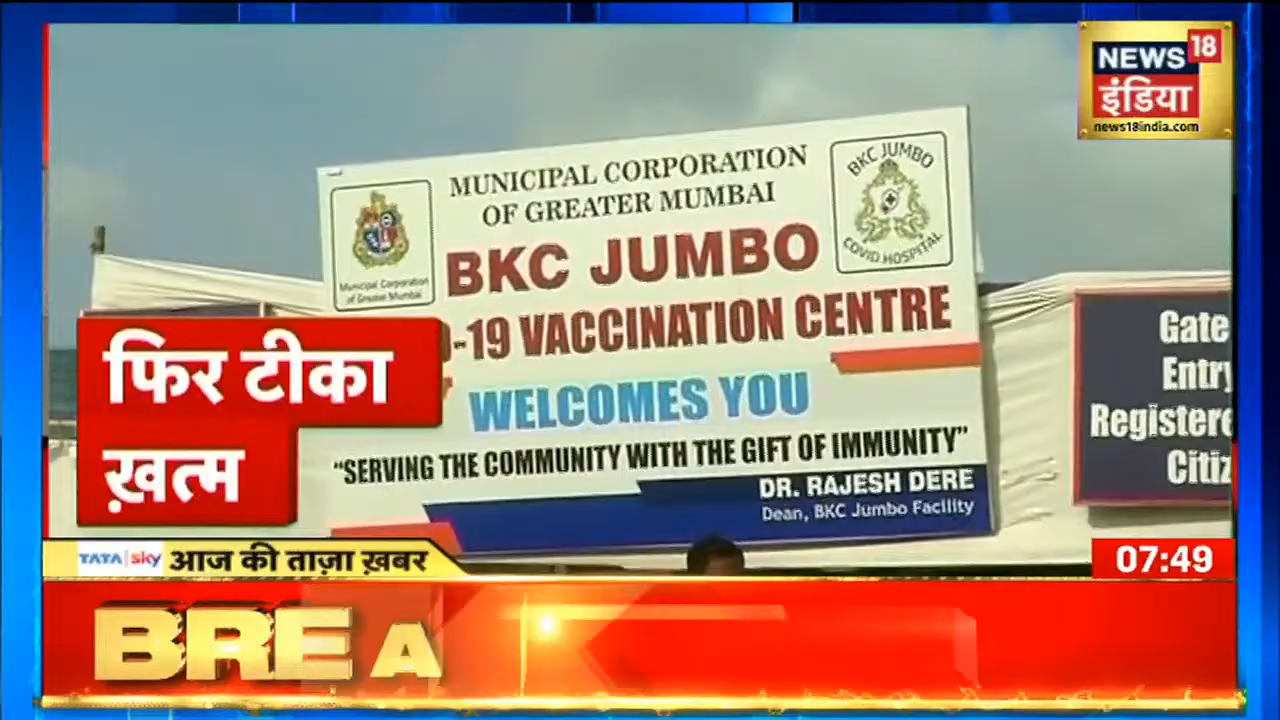 NEWS 18
इंडिया
news18india.com
MUNICIPAL CORPORATION
OF GREATER MUMBAI
Municipal Corporation
of Greater Mumbai
BKC JUMBO
COVID HOSPITAL
BKC JUMBO
-19 VACCINATION CENTRE
WELCOMES YOU
“SERVING THE COMMUNITY WITH THE GIFT OF IMMUNITY”
DR. RAJESH DERE
Dean, BKC Jumbo Facility
Gate
Entry
Registere
Citiz
फिर टीका
ख़त्म
TATA sky आज की ताज़ा ख़बर
07:49
BREA